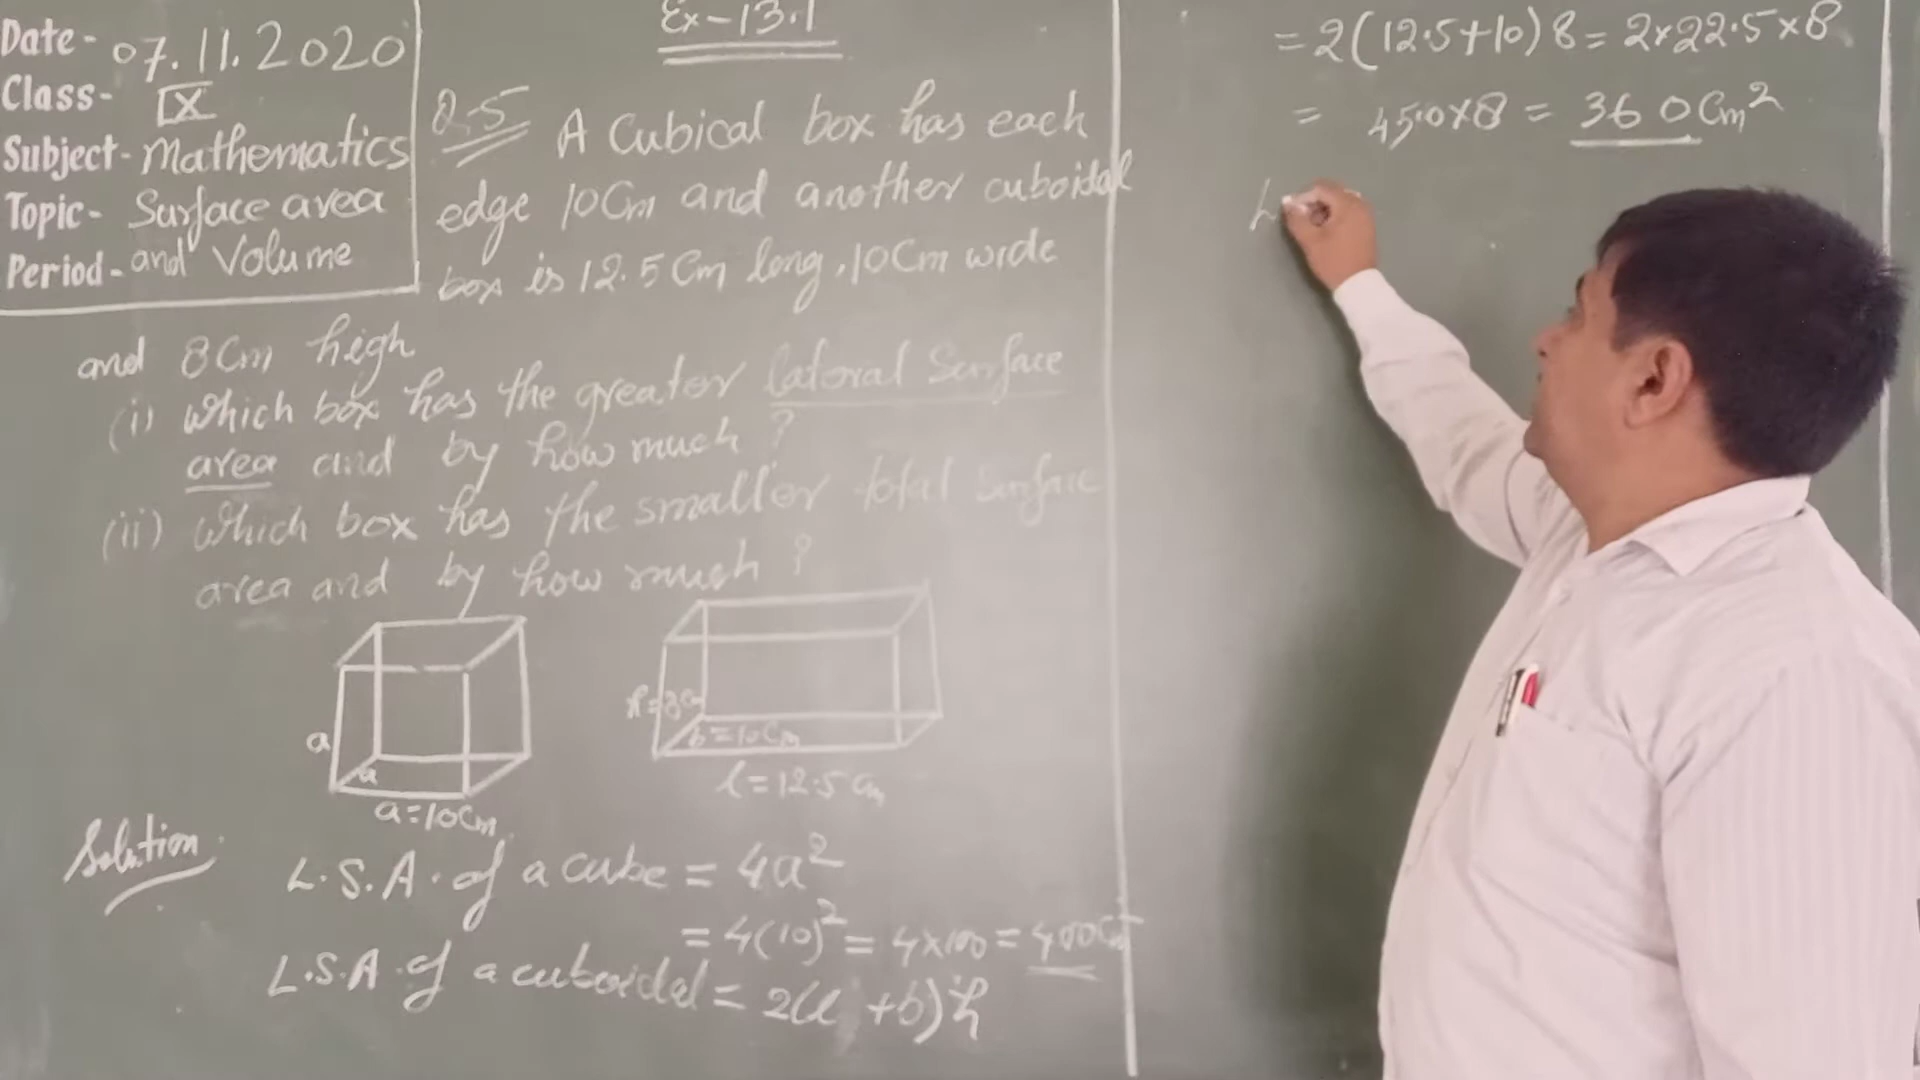 Date- 07.11.2020
Class- IX
Subject- Mathematics
Topic- Surface area
Period- and Volume
Ex-13.1
Q.5 A Cubical box has each
edge 10Cm and another cuboidal
box is 12.5 Cm long, 10Cm wide
and 8Cm high
(i) which box has the greater lateral Surface
area and by how much?
(ii) which box has the smaller total surface
area and by how much?
a
a
a=10Cm
h=8Cm
b=10Cm
l=12.5 Cm
Solution
L.S.A. of a cube = 4a²
= 4(10)² = 4×100 = 400Cm²
L.S.A of a cuboidal = 2(l +b)h
= 2(12.5+10) 8 = 2×22.5×8
= 45.0×8 = 360 Cm²